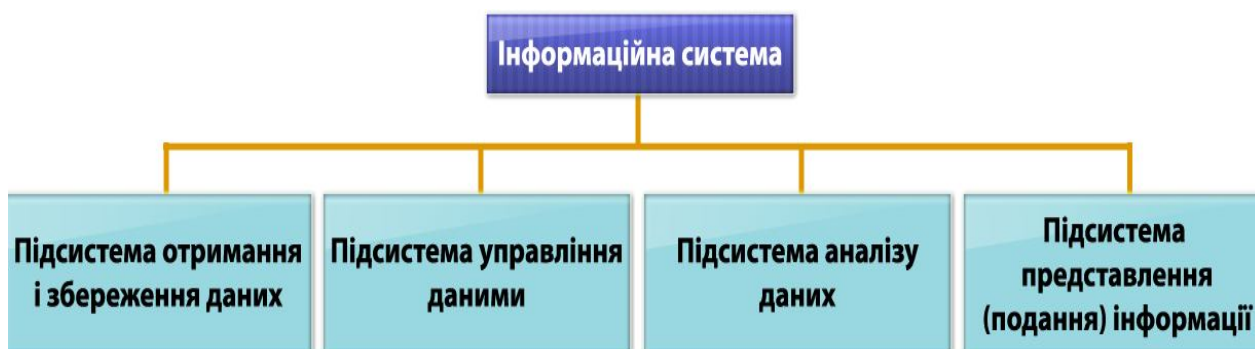 Інформаційна система
Підсистема отримання
і збереження даних
Підсистема управління
даними
Підсистема аналізу
даних
Підсистема
представлення
(подання) інформації